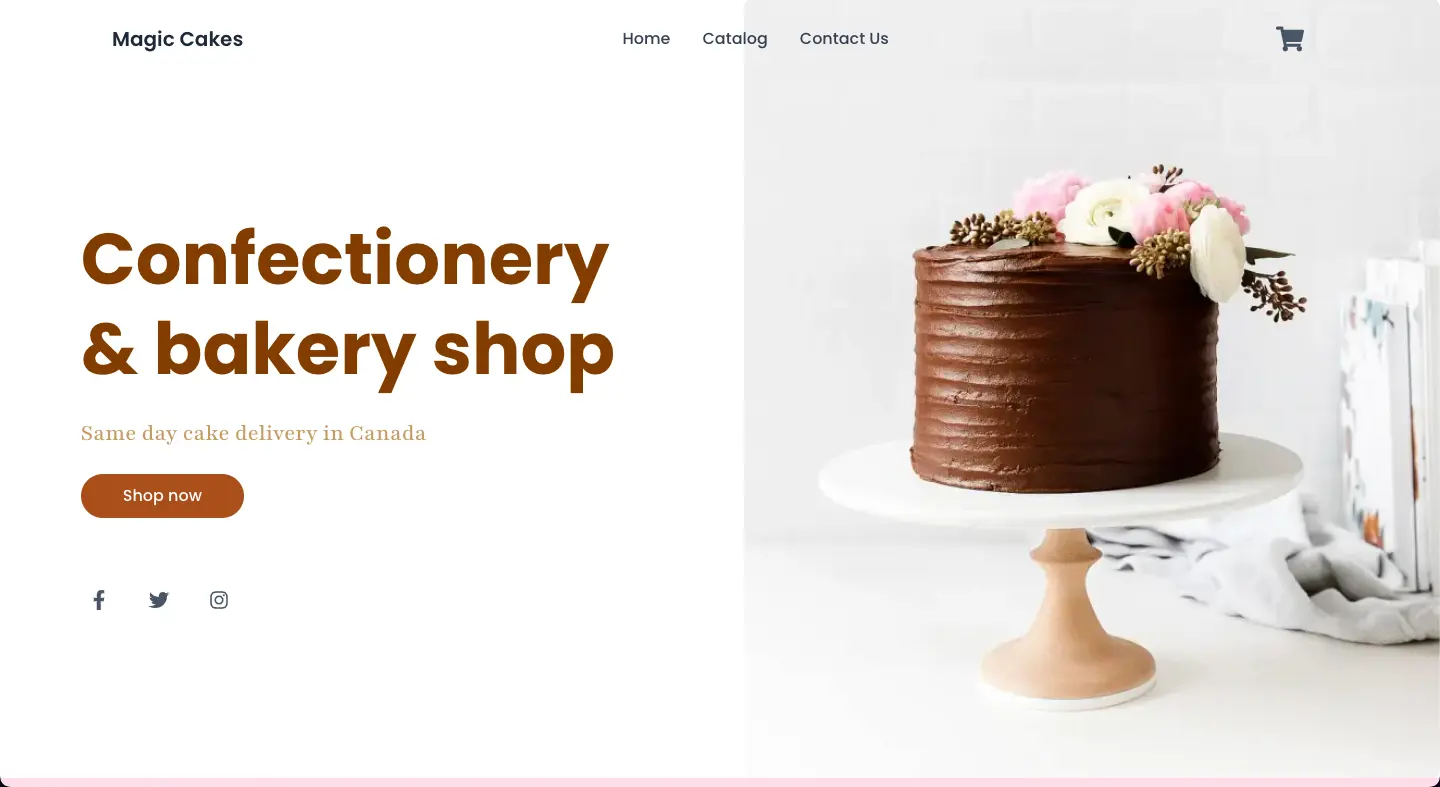 Magic Cakes
Home Catalog Contact Us
Confectionery
& bakery shop
Same day cake delivery in Canada
Shop now